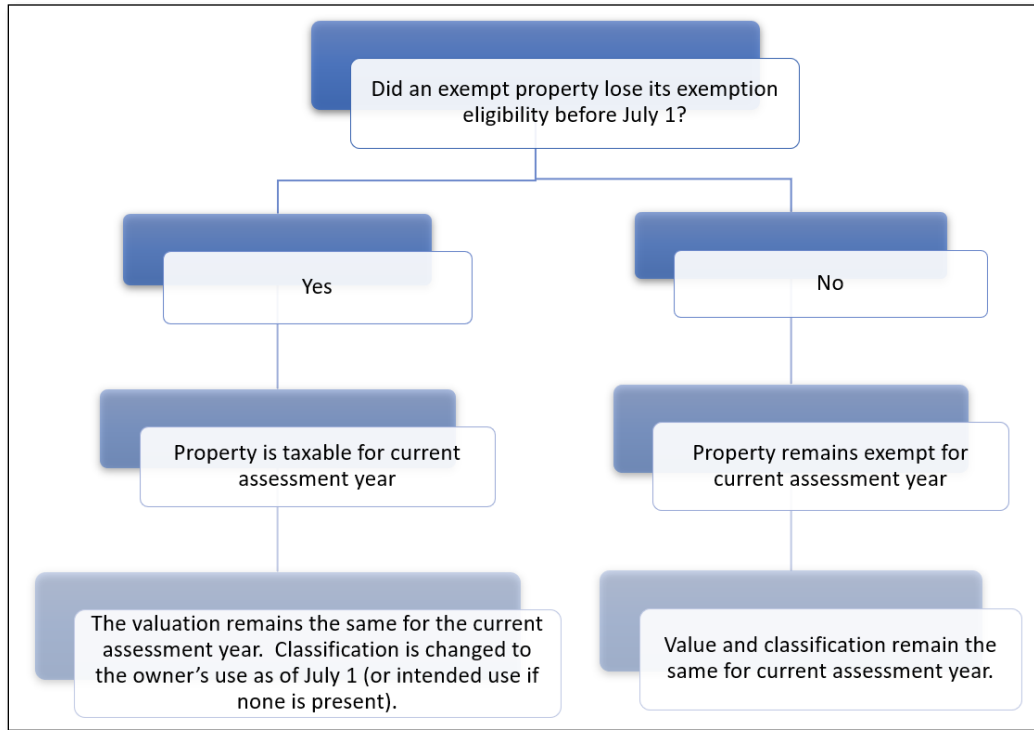 Did an exempt property lose its exemption
eligibility before July 1?
Yes
No
Property is taxable for current
assessment year
Property remains exempt for
current assessment year
The valuation remains the same for the current
assessment year.  Classification is changed to
the owner’s use as of July 1 (or intended use if
none is present).
Value and classification remain the
same for current assessment year.